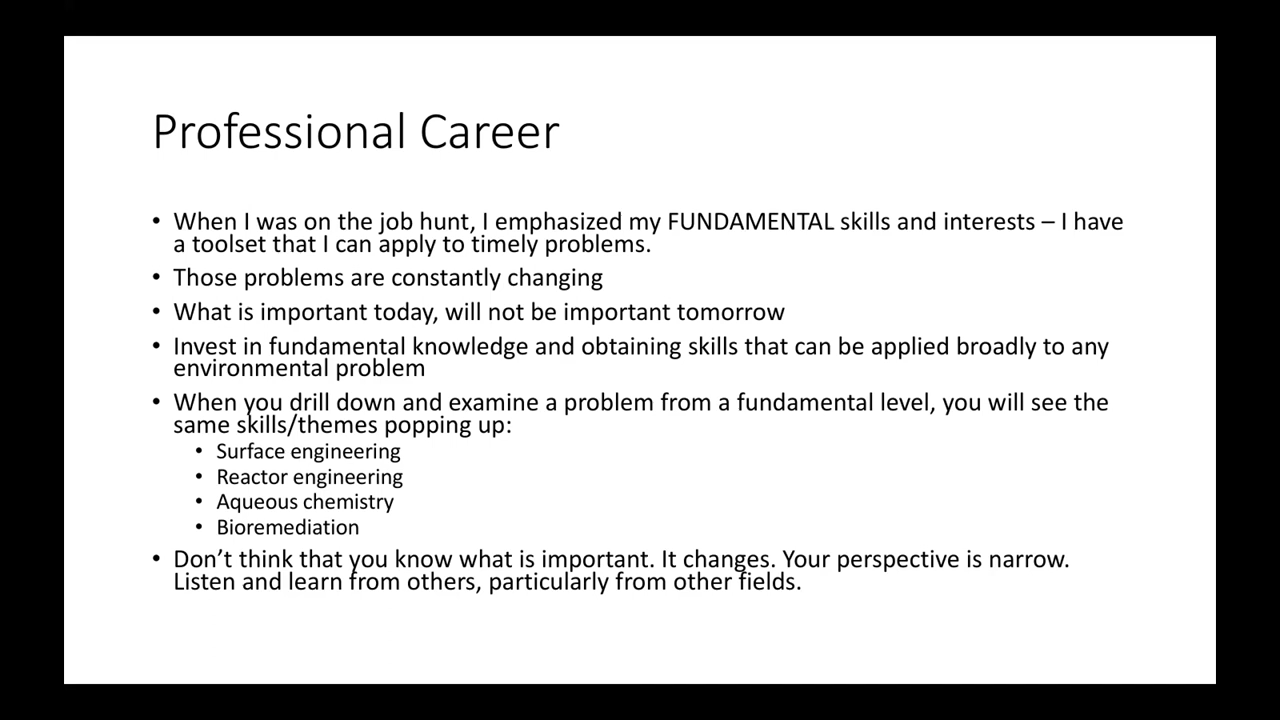 Professional Career
• When I was on the job hunt, I emphasized my FUNDAMENTAL skills and interests – I have
a toolset that I can apply to timely problems.
• Those problems are constantly changing
• What is important today, will not be important tomorrow
• Invest in fundamental knowledge and obtaining skills that can be applied broadly to any
environmental problem
• When you drill down and examine a problem from a fundamental level, you will see the
same skills/themes popping up:
• Surface engineering
• Reactor engineering
• Aqueous chemistry
• Bioremediation
• Don’t think that you know what is important. It changes. Your perspective is narrow.
Listen and learn from others, particularly from other fields.